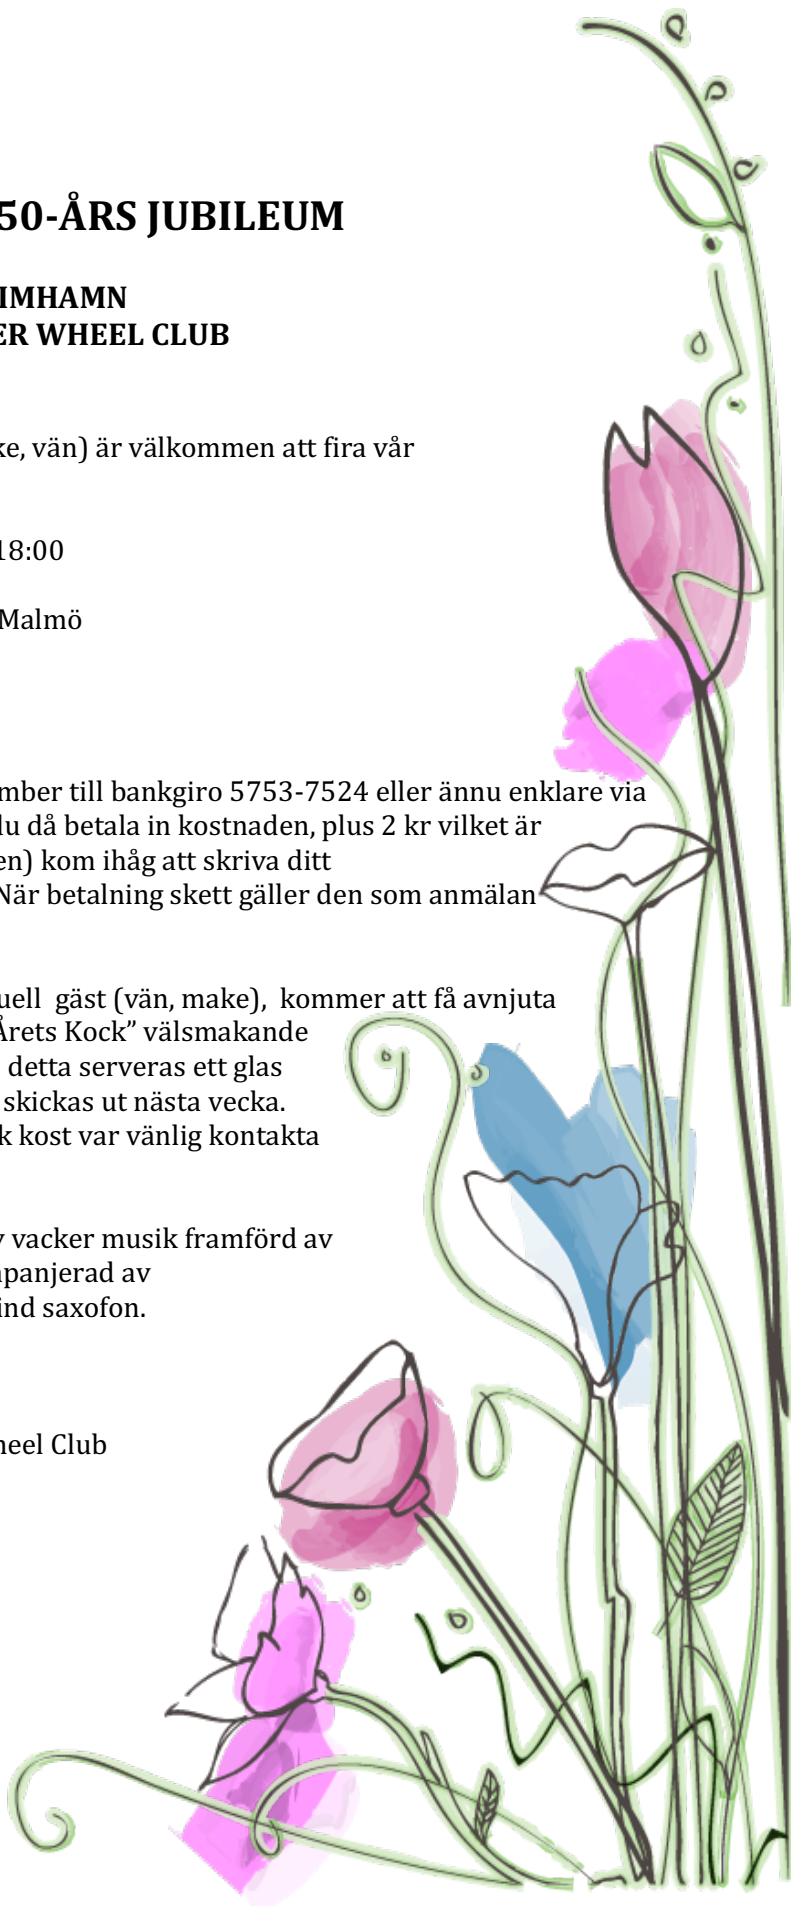 50-ÅRS JUBILEUM
IMHAMN
ER WHEEL CLUB
ke, vän) är välkommen att fira vår
18:00
Malmö
mber till bankgiro 5753-7524 eller ännu enklare via
du då betala in kostnaden, plus 2 kr vilket är
en) kom ihåg att skriva ditt
När betalning skett gäller den som anmälan
uell gäst (vän, make), kommer att få avnjuta
Årets Kock” välsmakande
detta serveras ett glas
skickas ut nästa vecka.
k kost var vänlig kontakta
v vacker musik framförd av
mpanjerad av
ind saxofon.
heel Club